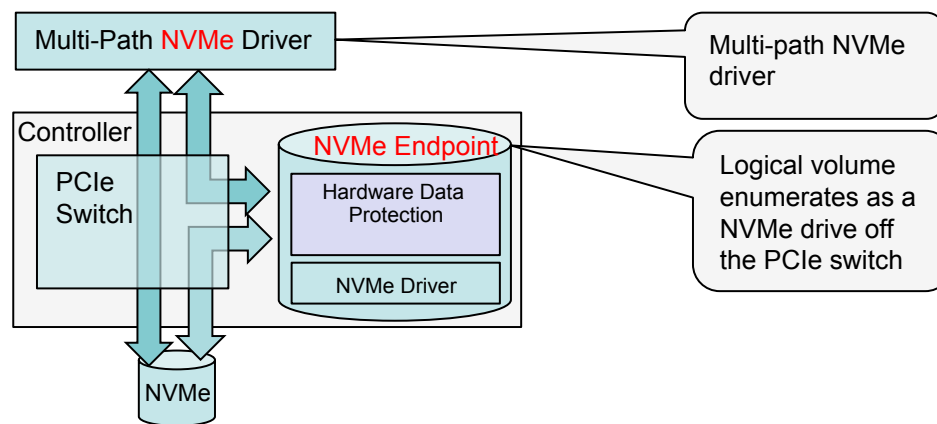 Multi-Path NVMe Driver
Multi-path NVMe
driver
Controller
PCIe
Switch
NVMe Endpoint
Hardware Data
Protection
NVMe Driver
Logical volume
enumerates as a
NVMe drive off
the PCIe switch
NVMe